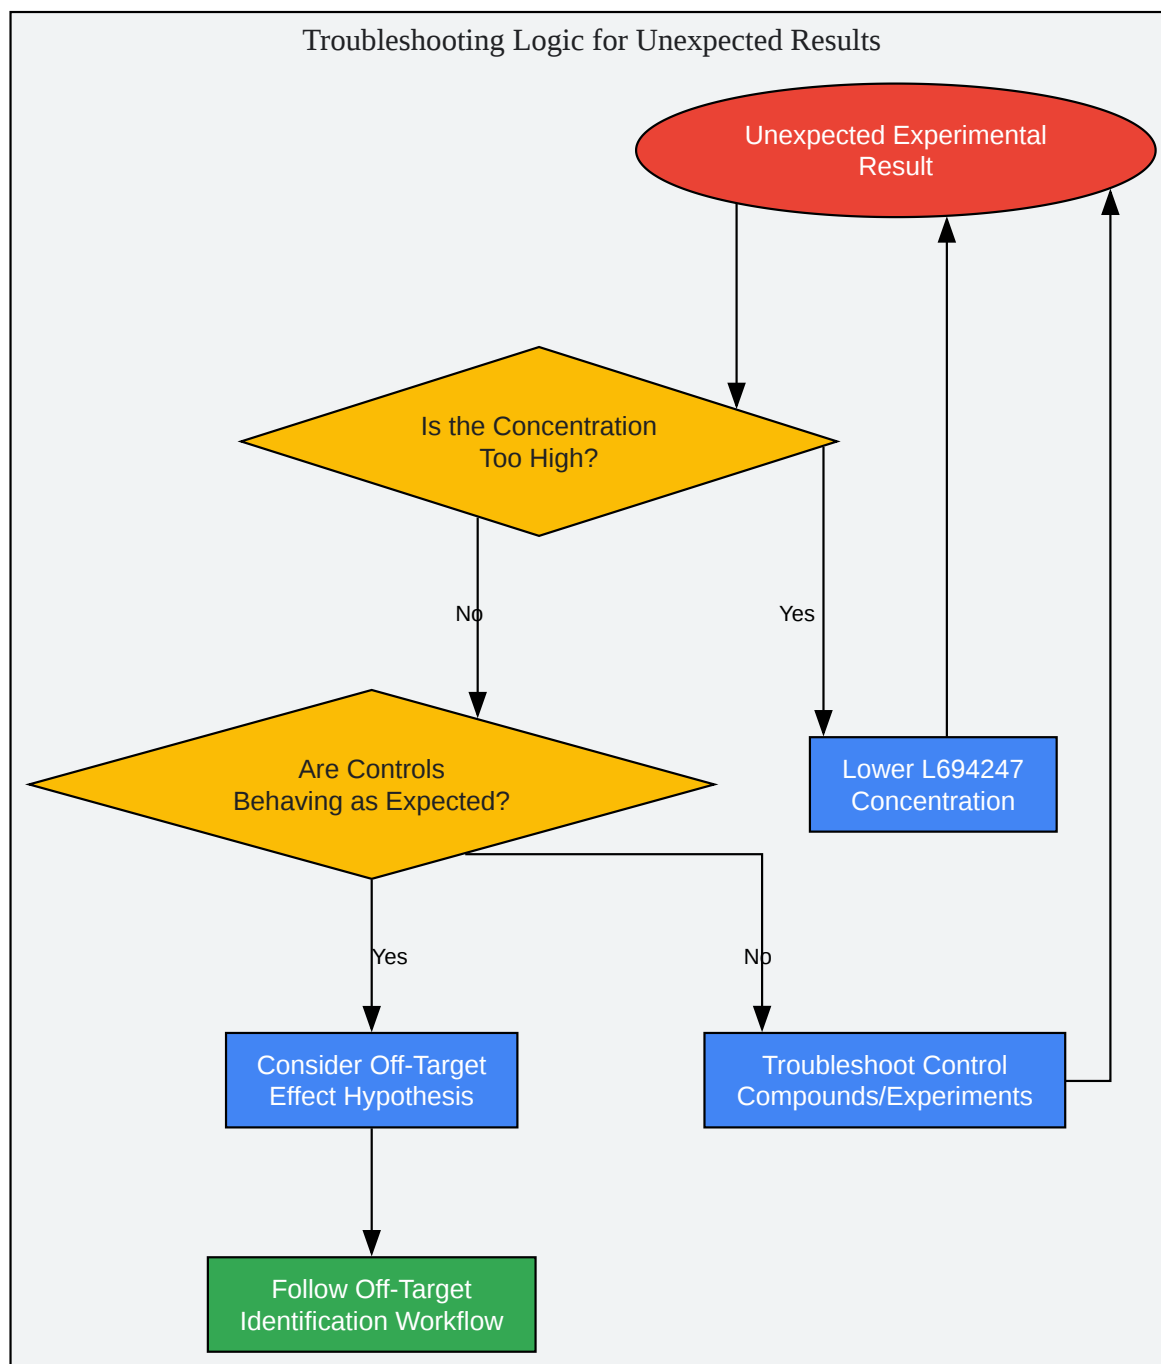 Troubleshooting Logic for Unexpected Results
Unexpected Experimental
Result
Is the Concentration
Too High?
No
Yes
Are Controls
Behaving as Expected?
Lower L694247
Concentration
Yes
No
Consider Off-Target
Effect Hypothesis
Troubleshoot Control
Compounds/Experiments
Follow Off-Target
Identification Workflow